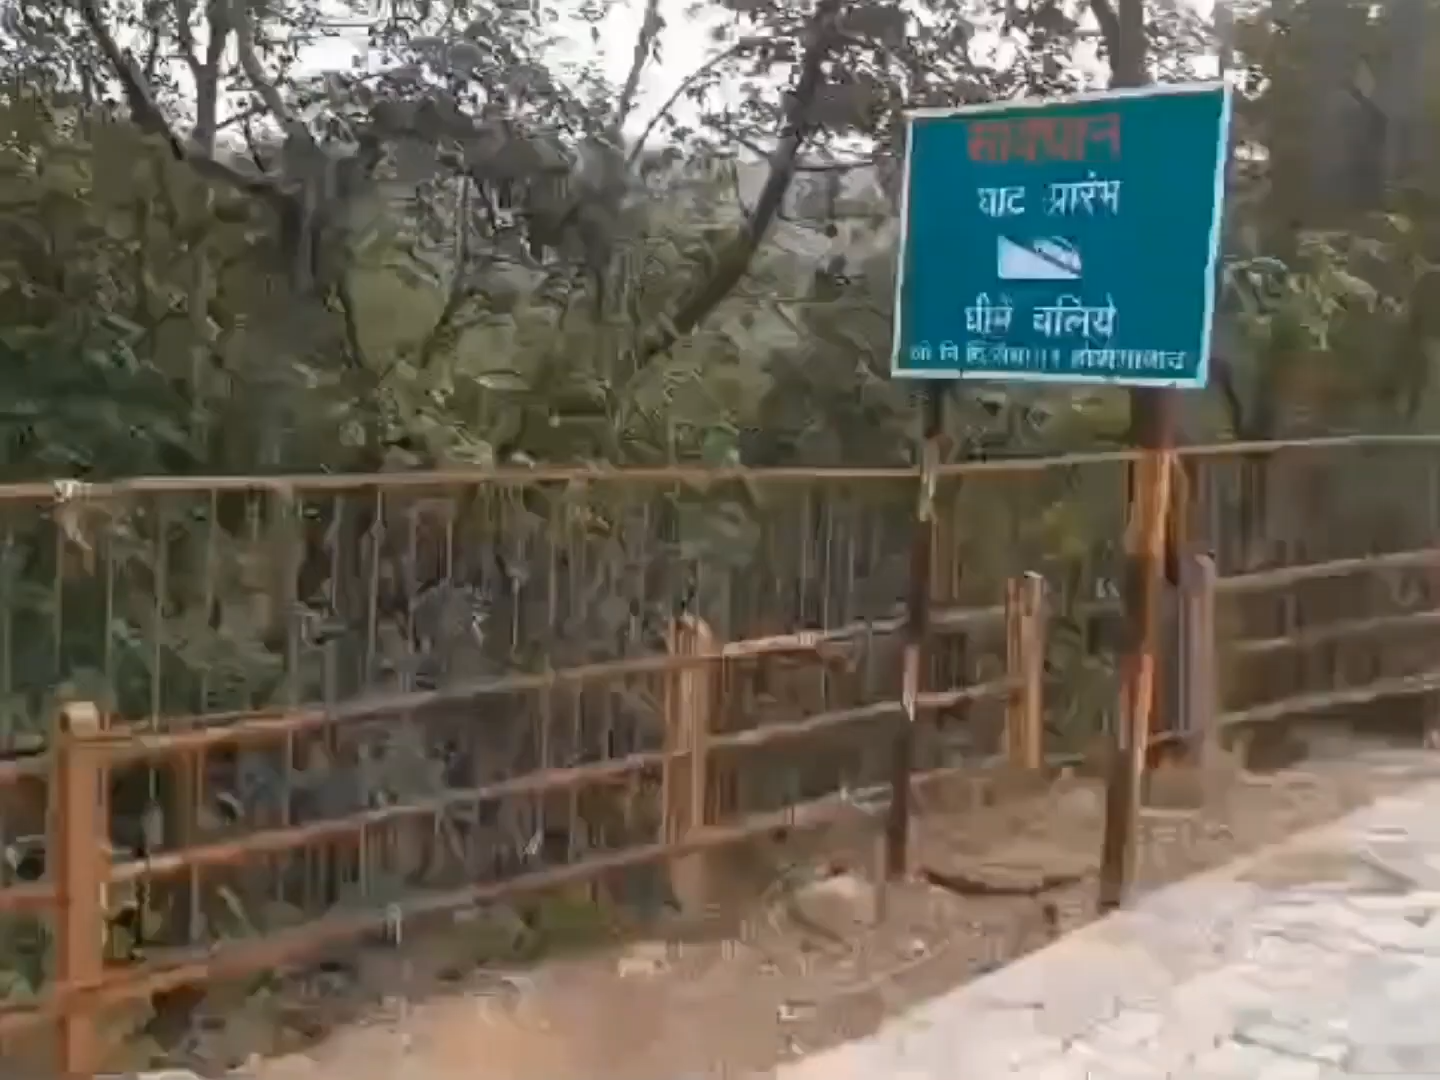 सावधान
घाट प्रारंभ
धीमें चलिये
लो नि वि